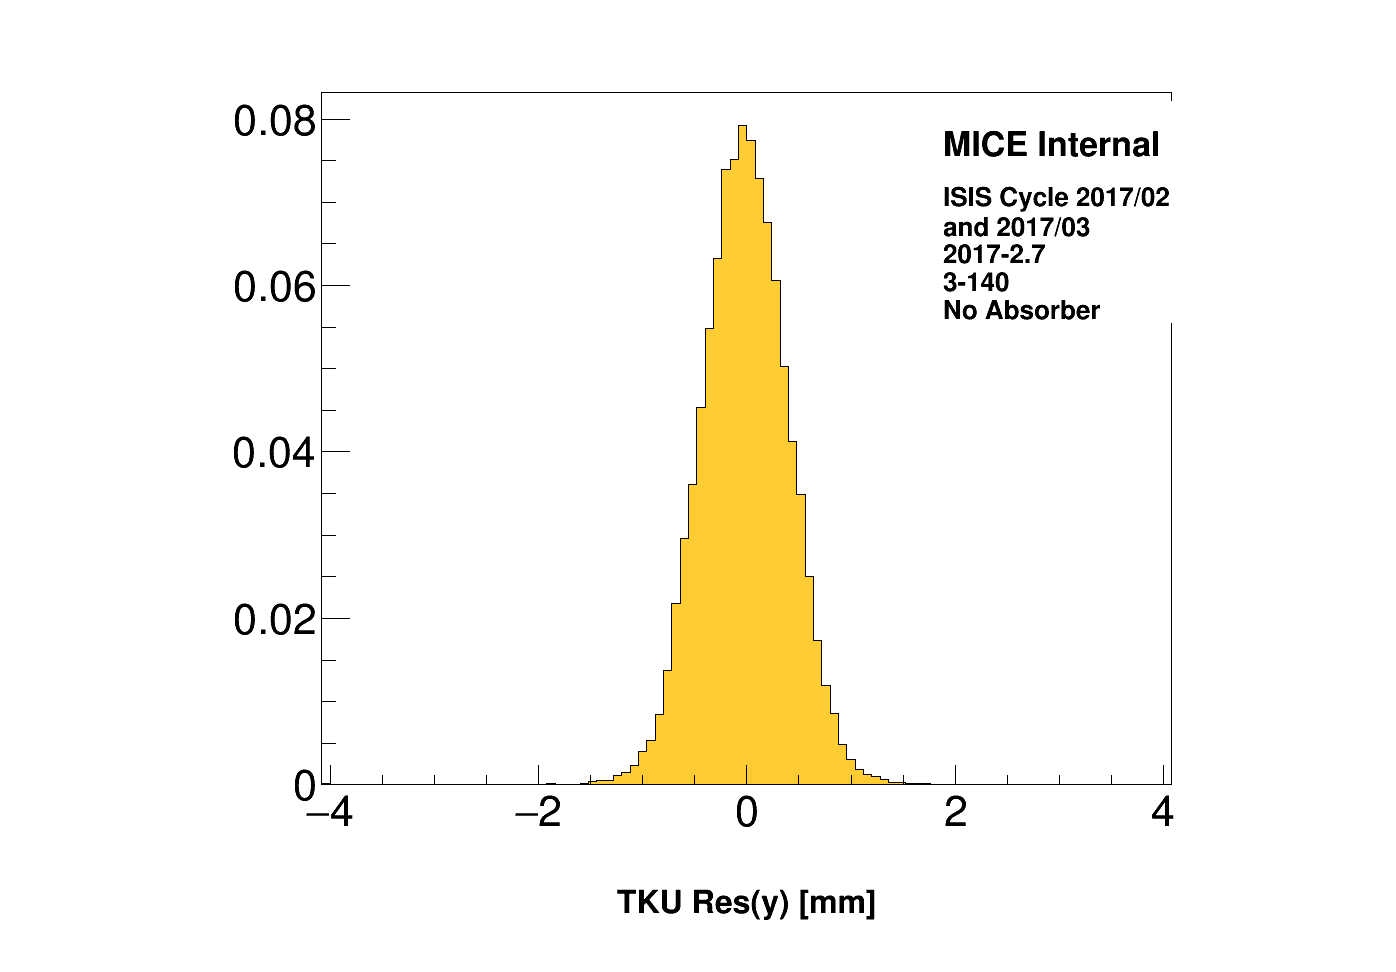 0.08
0.06
0.04
0.02
0
−4
−2
0
2
4
MICE Internal
ISIS Cycle 2017/02
and 2017/03
2017-2.7
3-140
No Absorber
TKU Res(y) [mm]